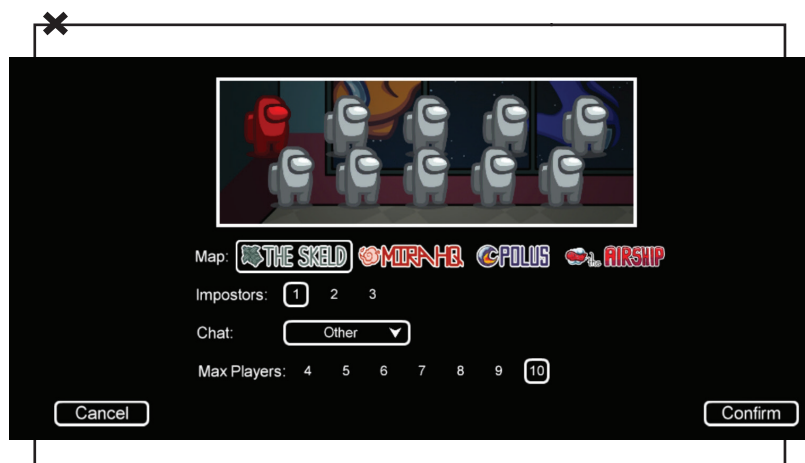 Map: THE SKELD MIRA HQ POLUS the AIRSHIP
Impostors: 1 2 3
Chat: Other
Max Players: 4 5 6 7 8 9 10
Cancel Confirm